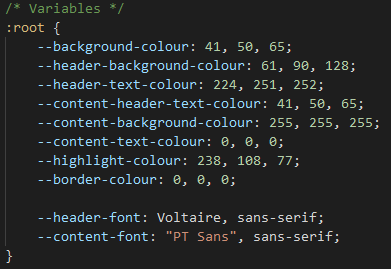 /* Variables */
:root {
    --background-colour: 41, 50, 65;
    --header-background-colour: 61, 90, 128;
    --header-text-colour: 224, 251, 252;
    --content-header-text-colour: 41, 50, 65;
    --content-background-colour: 255, 255, 255;
    --content-text-colour: 0, 0, 0;
    --highlight-colour: 238, 108, 77;
    --border-colour: 0, 0, 0;

    --header-font: Voltaire, sans-serif;
    --content-font: "PT Sans", sans-serif;
}